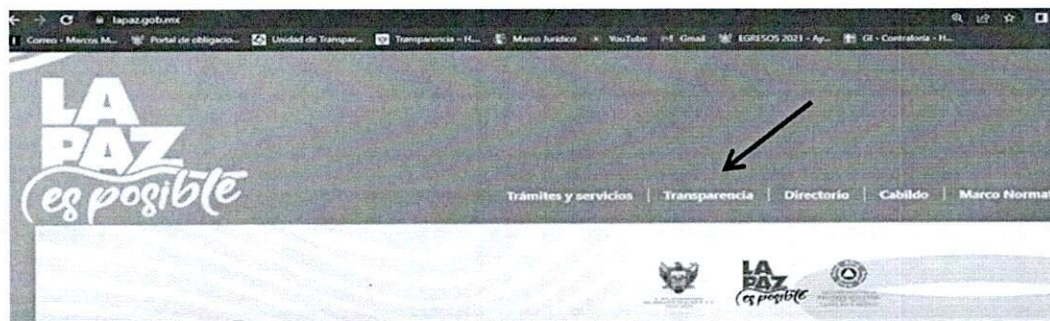 lapaz.gob.mx
Correo - Marcos M... Portal de obligacio... Unidad de Transpar... Transparencia - H... Marco Jurídico YouTube Gmail EGRESOS 2021 - Ay... GI - Contraloría - H...
LA
PAZ
es posible
Trámites y servicios | Transparencia | Directorio | Cabildo | Marco Normat
LA
PAZ
es posible